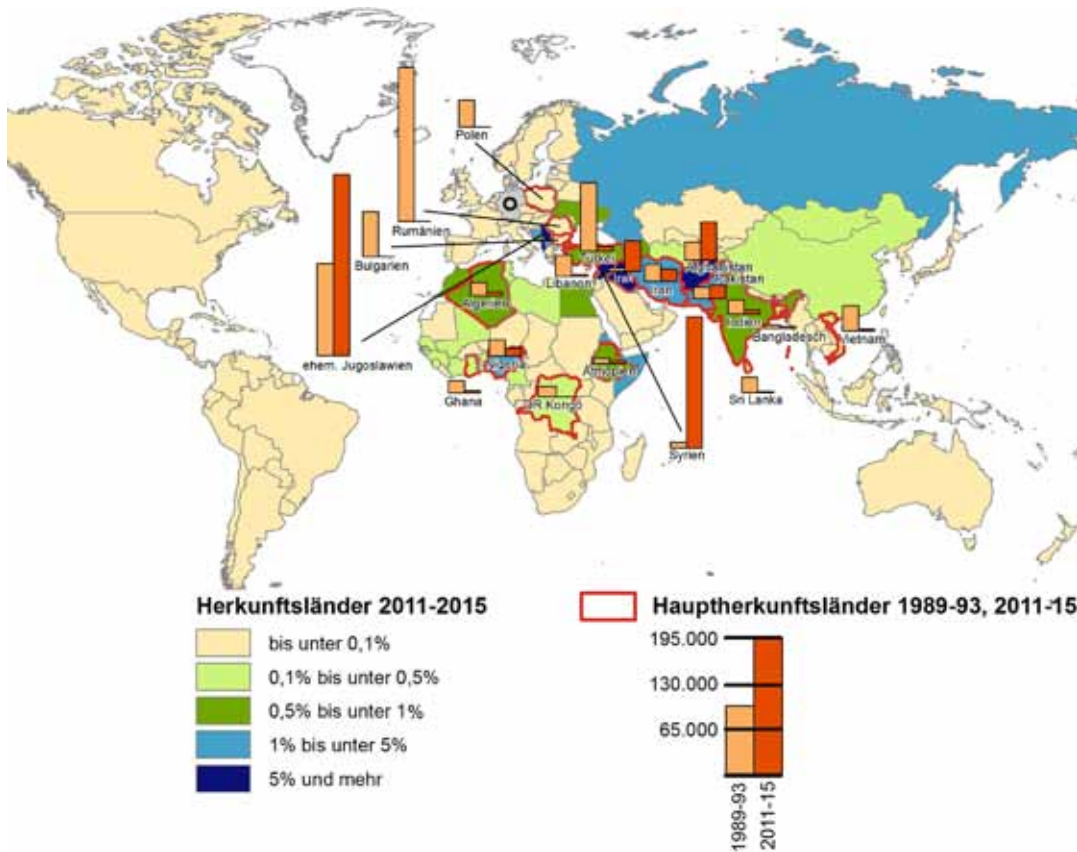 Polen
Rumänien
Bulgarien
ehem. Jugoslawien
Türkei
Libanon
Irak
Iran
Afghanistan
Pakistan
Indien
Bangladesch
Vietnam
Sri Lanka
Algerien
Nigeria
Ghana
DR Kongo
Äthiopien
Syrien
Herkunftsländer 2011-2015
bis unter 0,1%
0,1% bis unter 0,5%
0,5% bis unter 1%
1% bis unter 5%
5% und mehr
Hauptherkunftsländer 1989-93, 2011-15
195.000
130.000
65.000
1989-93
2011-15